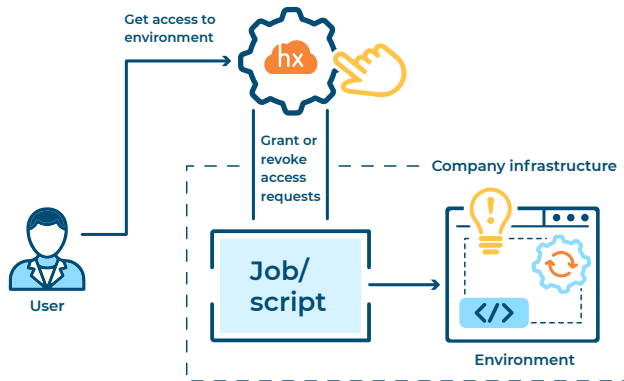 Get access to
environment
hx
Grant or
revoke
access
requests
Company infrastructure
Job/
script
</>
User
Environment